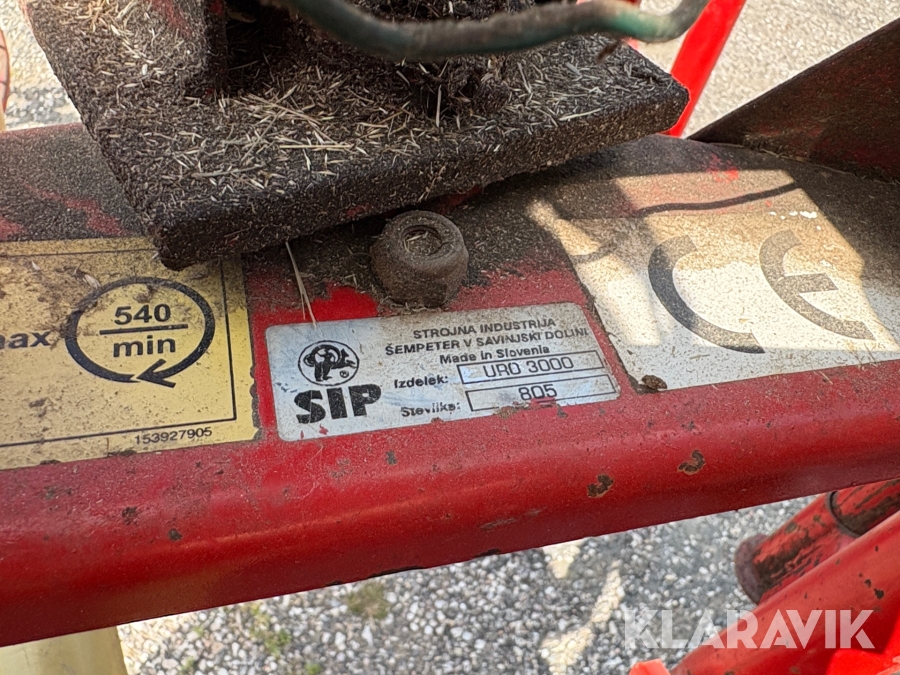 max.
540
min
153927905
STROJNA INDUSTRIJA
ŠEMPETER V SAVINJSKI DOLINI
Made in Slovenia
Izdelek: URO 3000
Številka: 805
SIP
®
CE
KLARAVIK